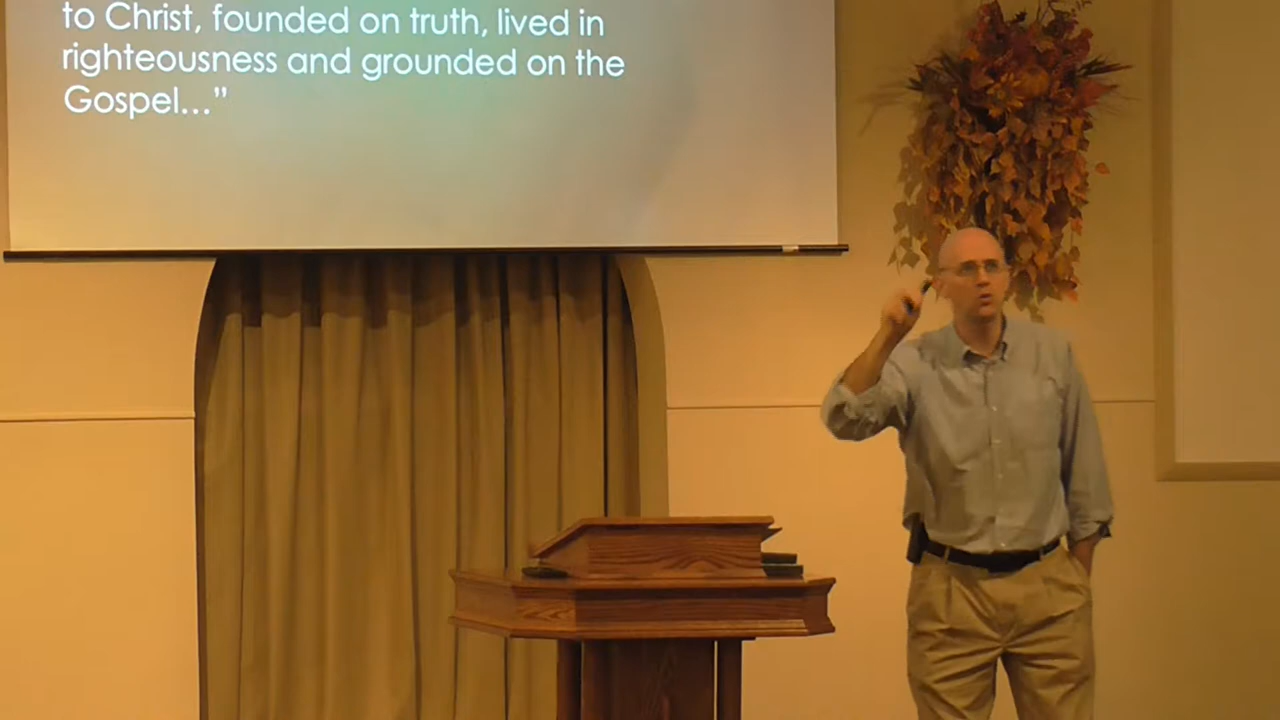 to Christ, founded on truth, lived in
righteousness and grounded on the
Gospel…”